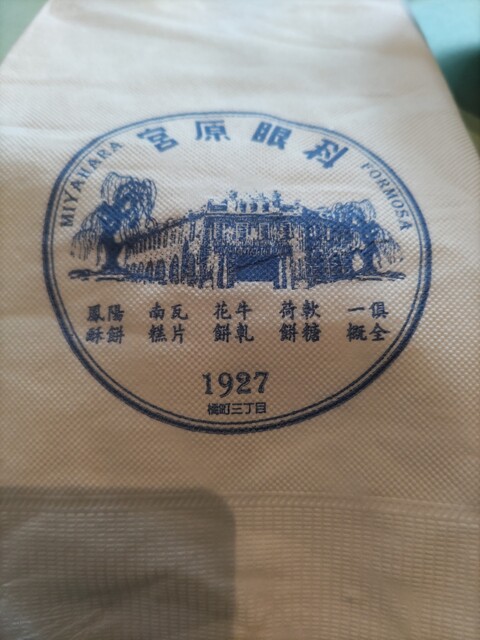 宮原眼科
MIYAHARA
FORMOSA
鳳陽 南瓦 花牛 荷軟 一俱
酥餅 糕片 餅軋 餅糖 概全
1927
橘町三丁目